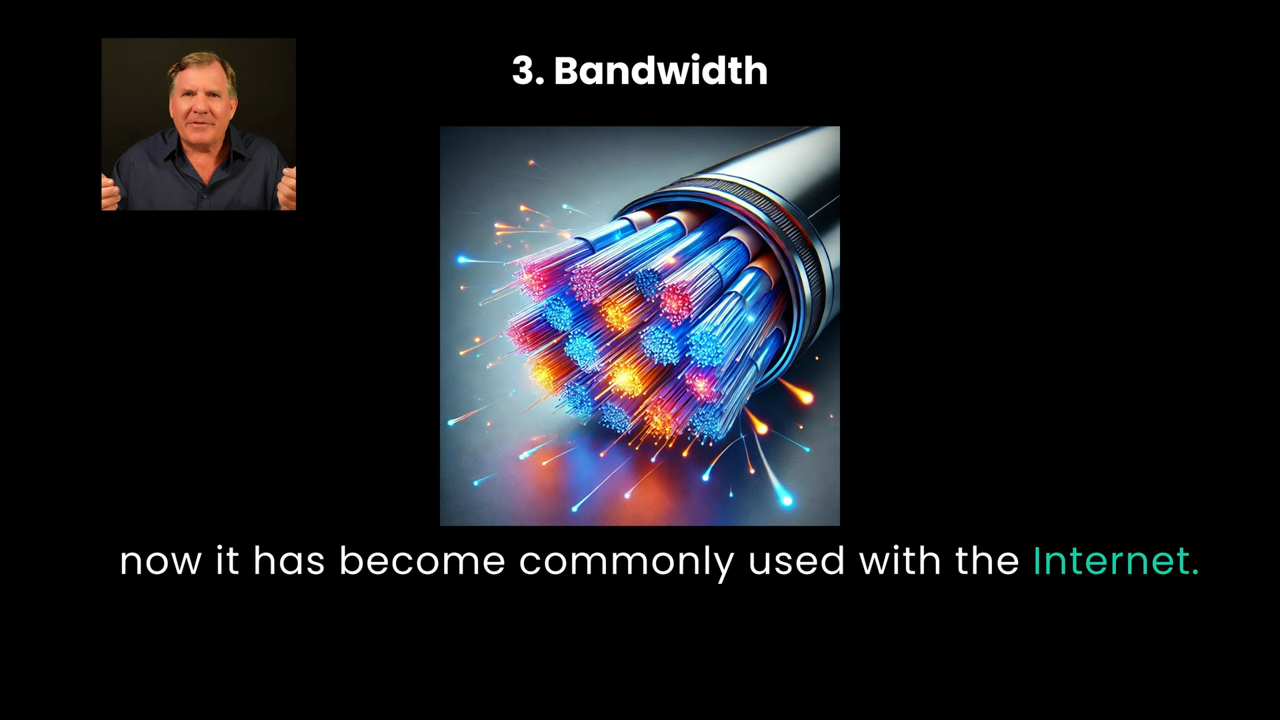 3. Bandwidth
now it has become commonly used with the Internet.